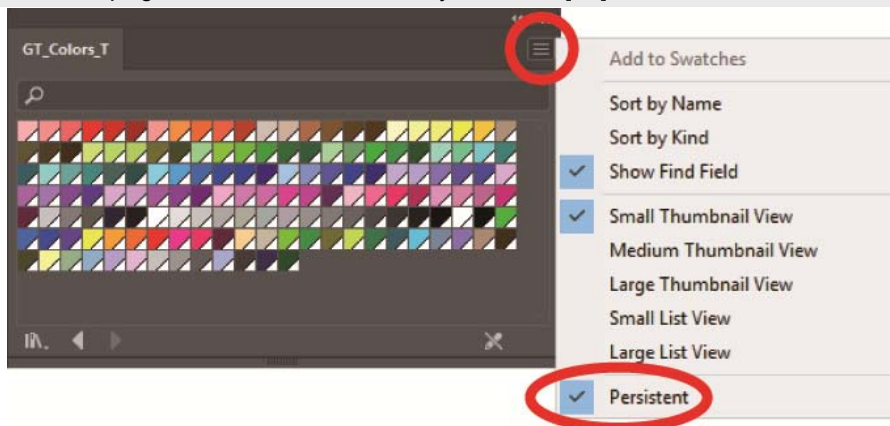 GT_Colors_T
Add to Swatches
Sort by Name
Sort by Kind
Show Find Field
Small Thumbnail View
Medium Thumbnail View
Large Thumbnail View
Small List View
Large List View
Persistent